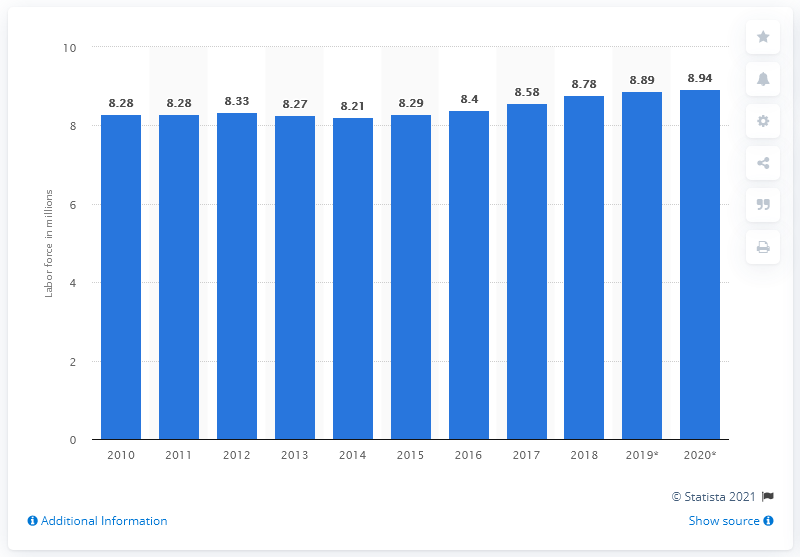 10
8
6
4
2
0
Labor force in millions
8.28 8.28 8.33 8.27 8.21 8.29 8.4 8.58 8.78 8.89 8.94
2010 2011 2012 2013 2014 2015 2016 2017 2018 2019* 2020*
© Statista 2021
Additional Information Show source